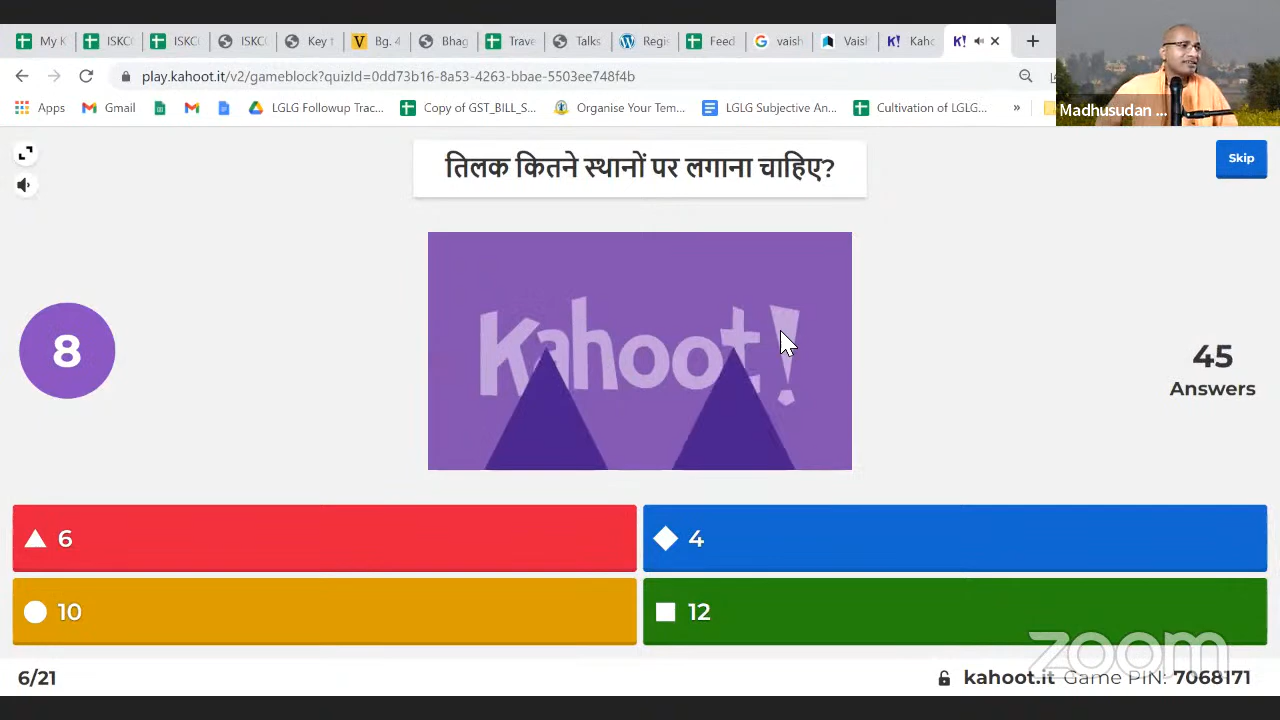 My K
ISKC
ISKC
ISKC
Key t
V
Bg. 4
Bhag
Trave
Talks
Regis
Feed
G
vaish
Vaish
K!
Kaho
K!
play.kahoot.it/v2/gameblock?quizId=0dd73b16-8a53-4263-bbae-5503ee748f4b
Apps
Gmail
LGLG Followup Trac...
Copy of GST_BILL_S...
Organise Your Tem...
LGLG Subjective An...
Cultivation of LGLG...
»
Madhusudan ...
तिलक कितने स्थानों पर लगाना चाहिए?
Skip
Kahoot!
8
45
Answers
6
4
10
12
zoom
6/21
kahoot.it Game PIN: 7068171